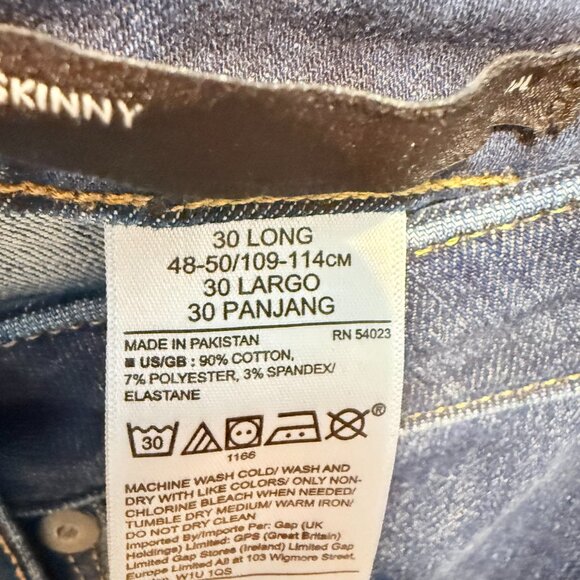 SKINNY
30 LONG
48-50/109-114CM
30 LARGO
30 PANJANG
MADE IN PAKISTAN RN 54023
US/GB : 90% COTTON,
7% POLYESTER, 3% SPANDEX/
ELASTANE
30
®
1166
MACHINE WASH COLD/ WASH AND
DRY WITH LIKE COLORS/ ONLY NON-
CHLORINE BLEACH WHEN NEEDED/
TUMBLE DRY MEDIUM/ WARM IRON/
DO NOT DRY CLEAN
Imported By/Importe Par: Gap (UK
Holdings) Limited: GPS (Great Britain)
Limited Gap Stores (Ireland) Limited Gap
Europe Limited All at 103 Wigmore Street,
W1U 1QS